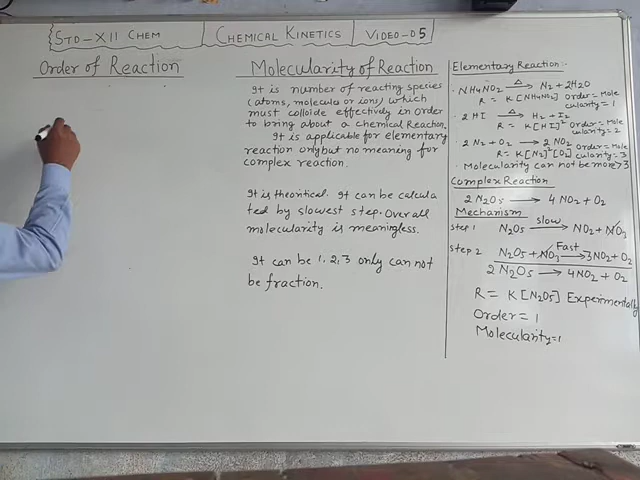 STD-XII CHEM | CHEMICAL KINETICS | VIDEO-05
Order of Reaction
Molecularity of Reaction
It is number of reacting species
(atoms, molecula or ions) which
must collide effectively in order
to bring about a chemical Reaction.
It is applicable for elementary
reaction only but no meaning for
complex reaction.
It is theoritical. It can be calcula
ted by slowest step. Overall
molecularity is meaningless.
It can be 1, 2, 3 only can not
be fraction.
Elementary Reaction:-
· NH4NO2 —Δ→ N2 + 2H2O
R = K[NH4NO2] order = Mole
cularity = 1
· 2HI —Δ→ H2 + I2
R = K[HI]² Order = Mole
cularity = 2
· 2N2 + O2 → 2NO2
R = K[N2]²[O2] Order = Mole
cularity = 3
· Molecularity can not be more > 3
Complex Reaction
2N2O5 → 4NO2 + O2
Mechanism
Step 1 N2O5 —slow→ NO2 + NO3
Step 2 N2O5 + NO3 —Fast→ 3NO2 + O2
2N2O5 → 4NO2 + O2
R = K[N2O5] Experimentally
Order = 1
Molecularity = 1